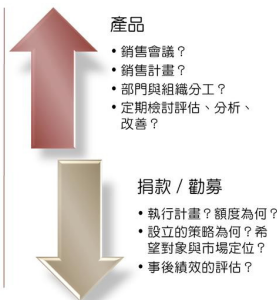 產品
• 銷售會議？
• 銷售計畫？
• 部門與組織分工？
• 定期檢討評估、分析、
改善？
捐款 / 勸募
• 執行計畫？額度為何？
• 設立的策略為何？希
望對象與市場定位？
• 事後績效的評估？